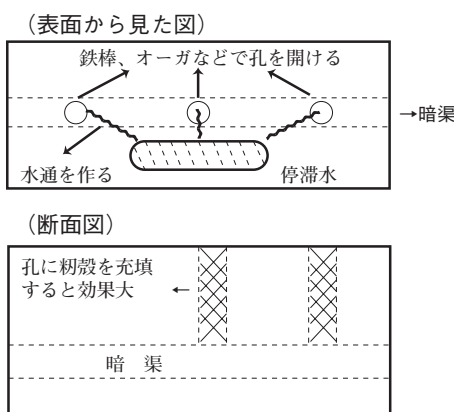 （表面から見た図）
鉄棒、オーガなどで孔を開ける
→暗渠
水通を作る
停滞水
（断面図）
孔に籾殻を充填
すると効果大
暗　渠